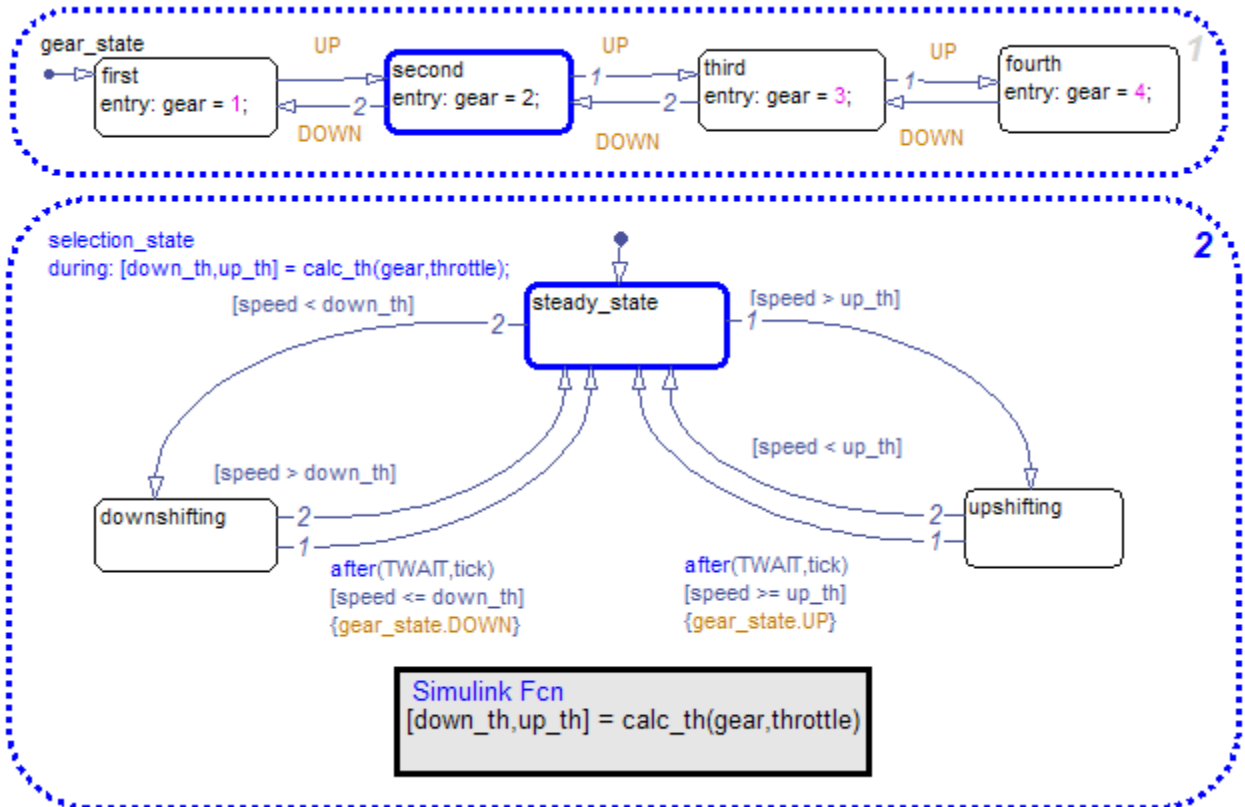 gear_state
1
UP
UP
UP
first
entry: gear = 1;
second
entry: gear = 2;
third
entry: gear = 3;
fourth
entry: gear = 4;
1
1
2
2
DOWN
DOWN
DOWN
selection_state
during: [down_th,up_th] = calc_th(gear,throttle);
2
[speed < down_th]
steady_state
[speed > up_th]
2
1
[speed > down_th]
[speed < up_th]
downshifting
2
1
upshifting
2
1
after(TWAIT,tick)
[speed <= down_th]
{gear_state.DOWN}
after(TWAIT,tick)
[speed >= up_th]
{gear_state.UP}
Simulink Fcn
[down_th,up_th] = calc_th(gear,throttle)